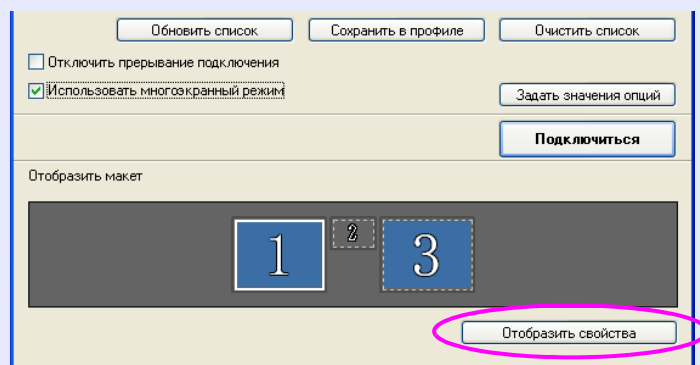 Обновить список Сохранить в профиле Очистить список
Отключить прерывание подключения
Использовать многоэкранный режим Задать значения опций
Подключиться
Отобразить макет
1 2 3
Отобразить свойства